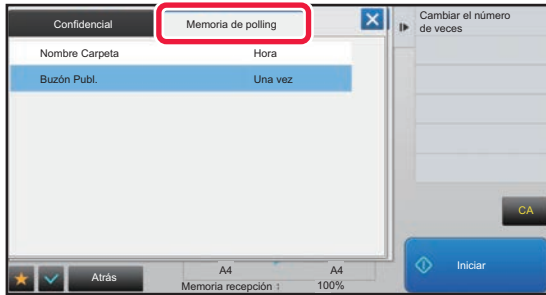 Confidencial
Memoria de polling
Nombre Carpeta
Hora
Buzón Publ.
Una vez
Cambiar el número
de veces
CA
Iniciar
Atrás
A4
A4
Memoria recepción :
100%